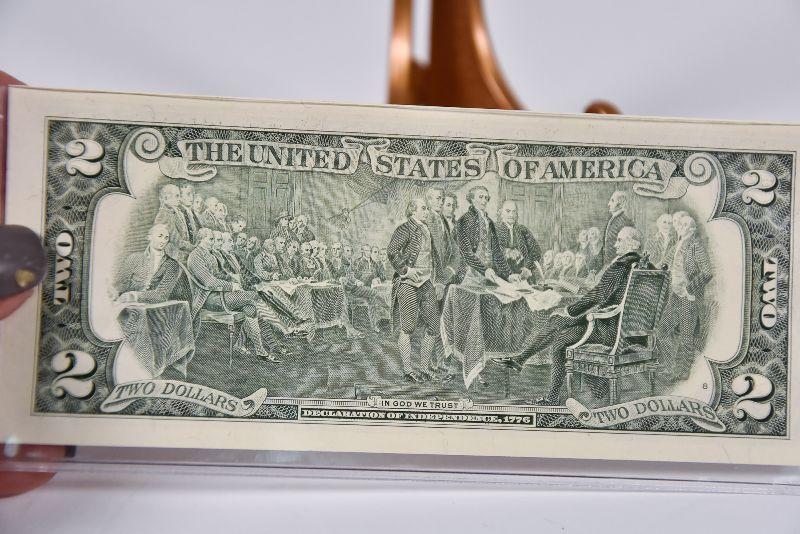 2 THE UNITED STATES OF AMERICA 2
TWO TWO
2 TWO DOLLARS TWO DOLLARS 2
8
IN GOD WE TRUST
DECLARATION OF INDEPENDENCE, 1776